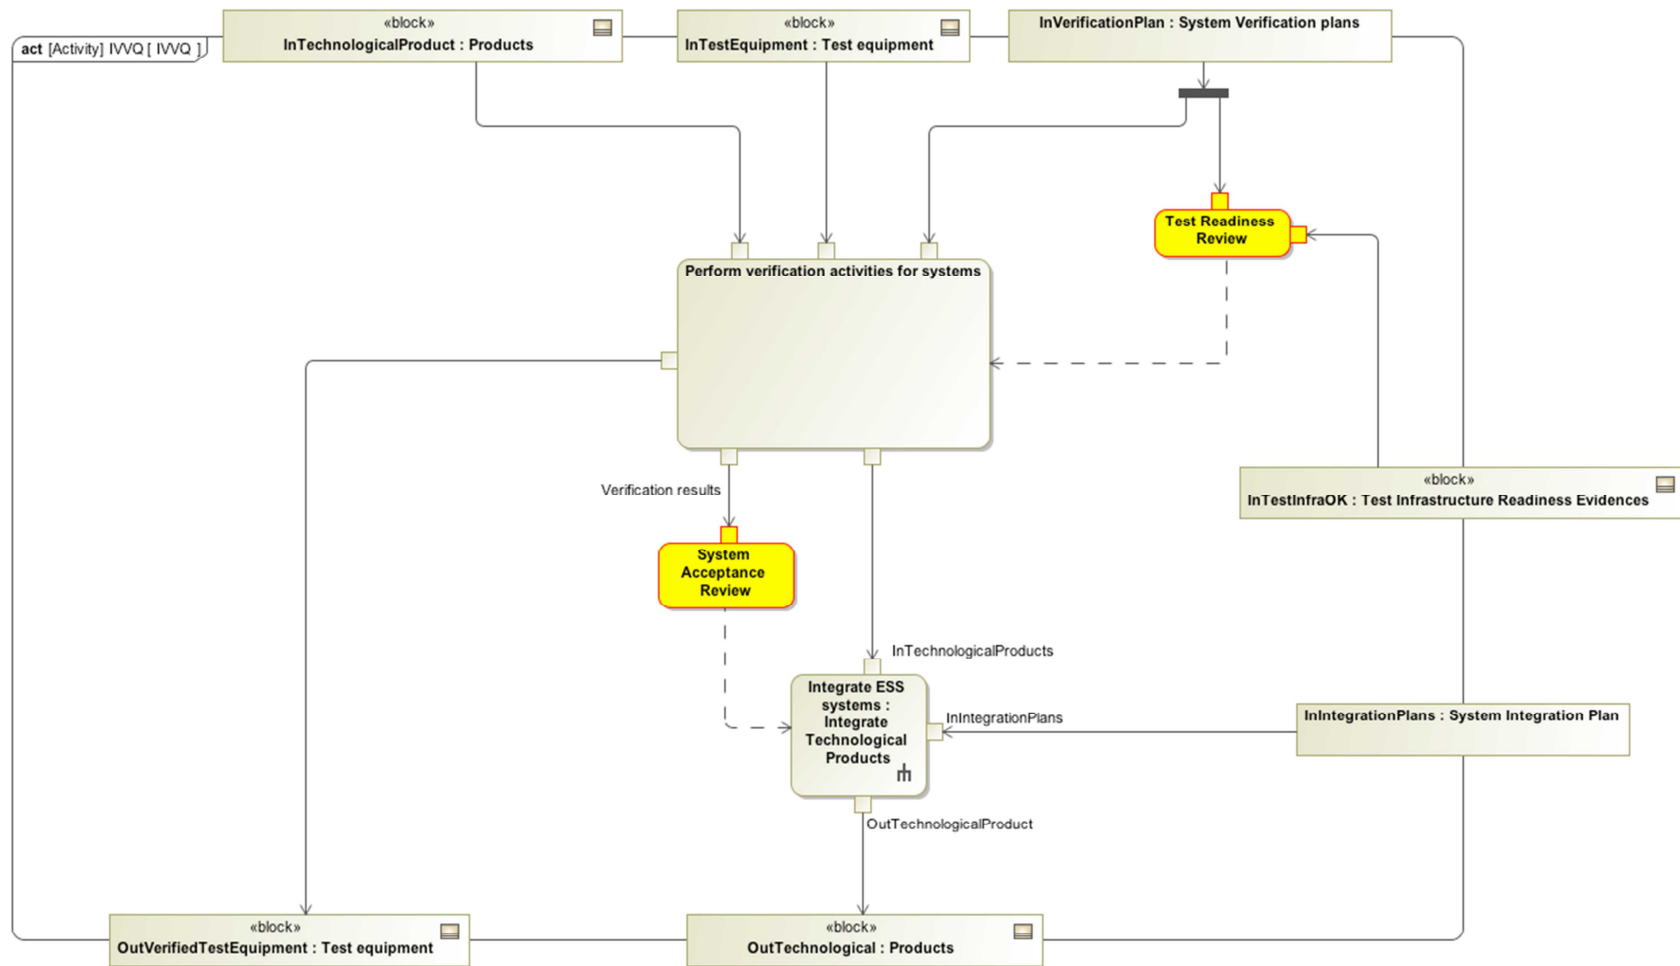 «block»
InTechnologicalProduct : Products
«block»
InTestEquipment : Test equipment
InVerificationPlan : System Verification plans
act [Activity] IVVQ [ IVVQ ]
Test Readiness
Review
Perform verification activities for systems
«block»
InTestInfraOK : Test Infrastructure Readiness Evidences
Verification results
System
Acceptance
Review
InTechnologicalProducts
Integrate ESS
systems :
Integrate
Technological
Products
InIntegrationPlans
InIntegrationPlans : System Integration Plan
OutTechnologicalProduct
«block»
OutVerifiedTestEquipment : Test equipment
«block»
OutTechnological : Products